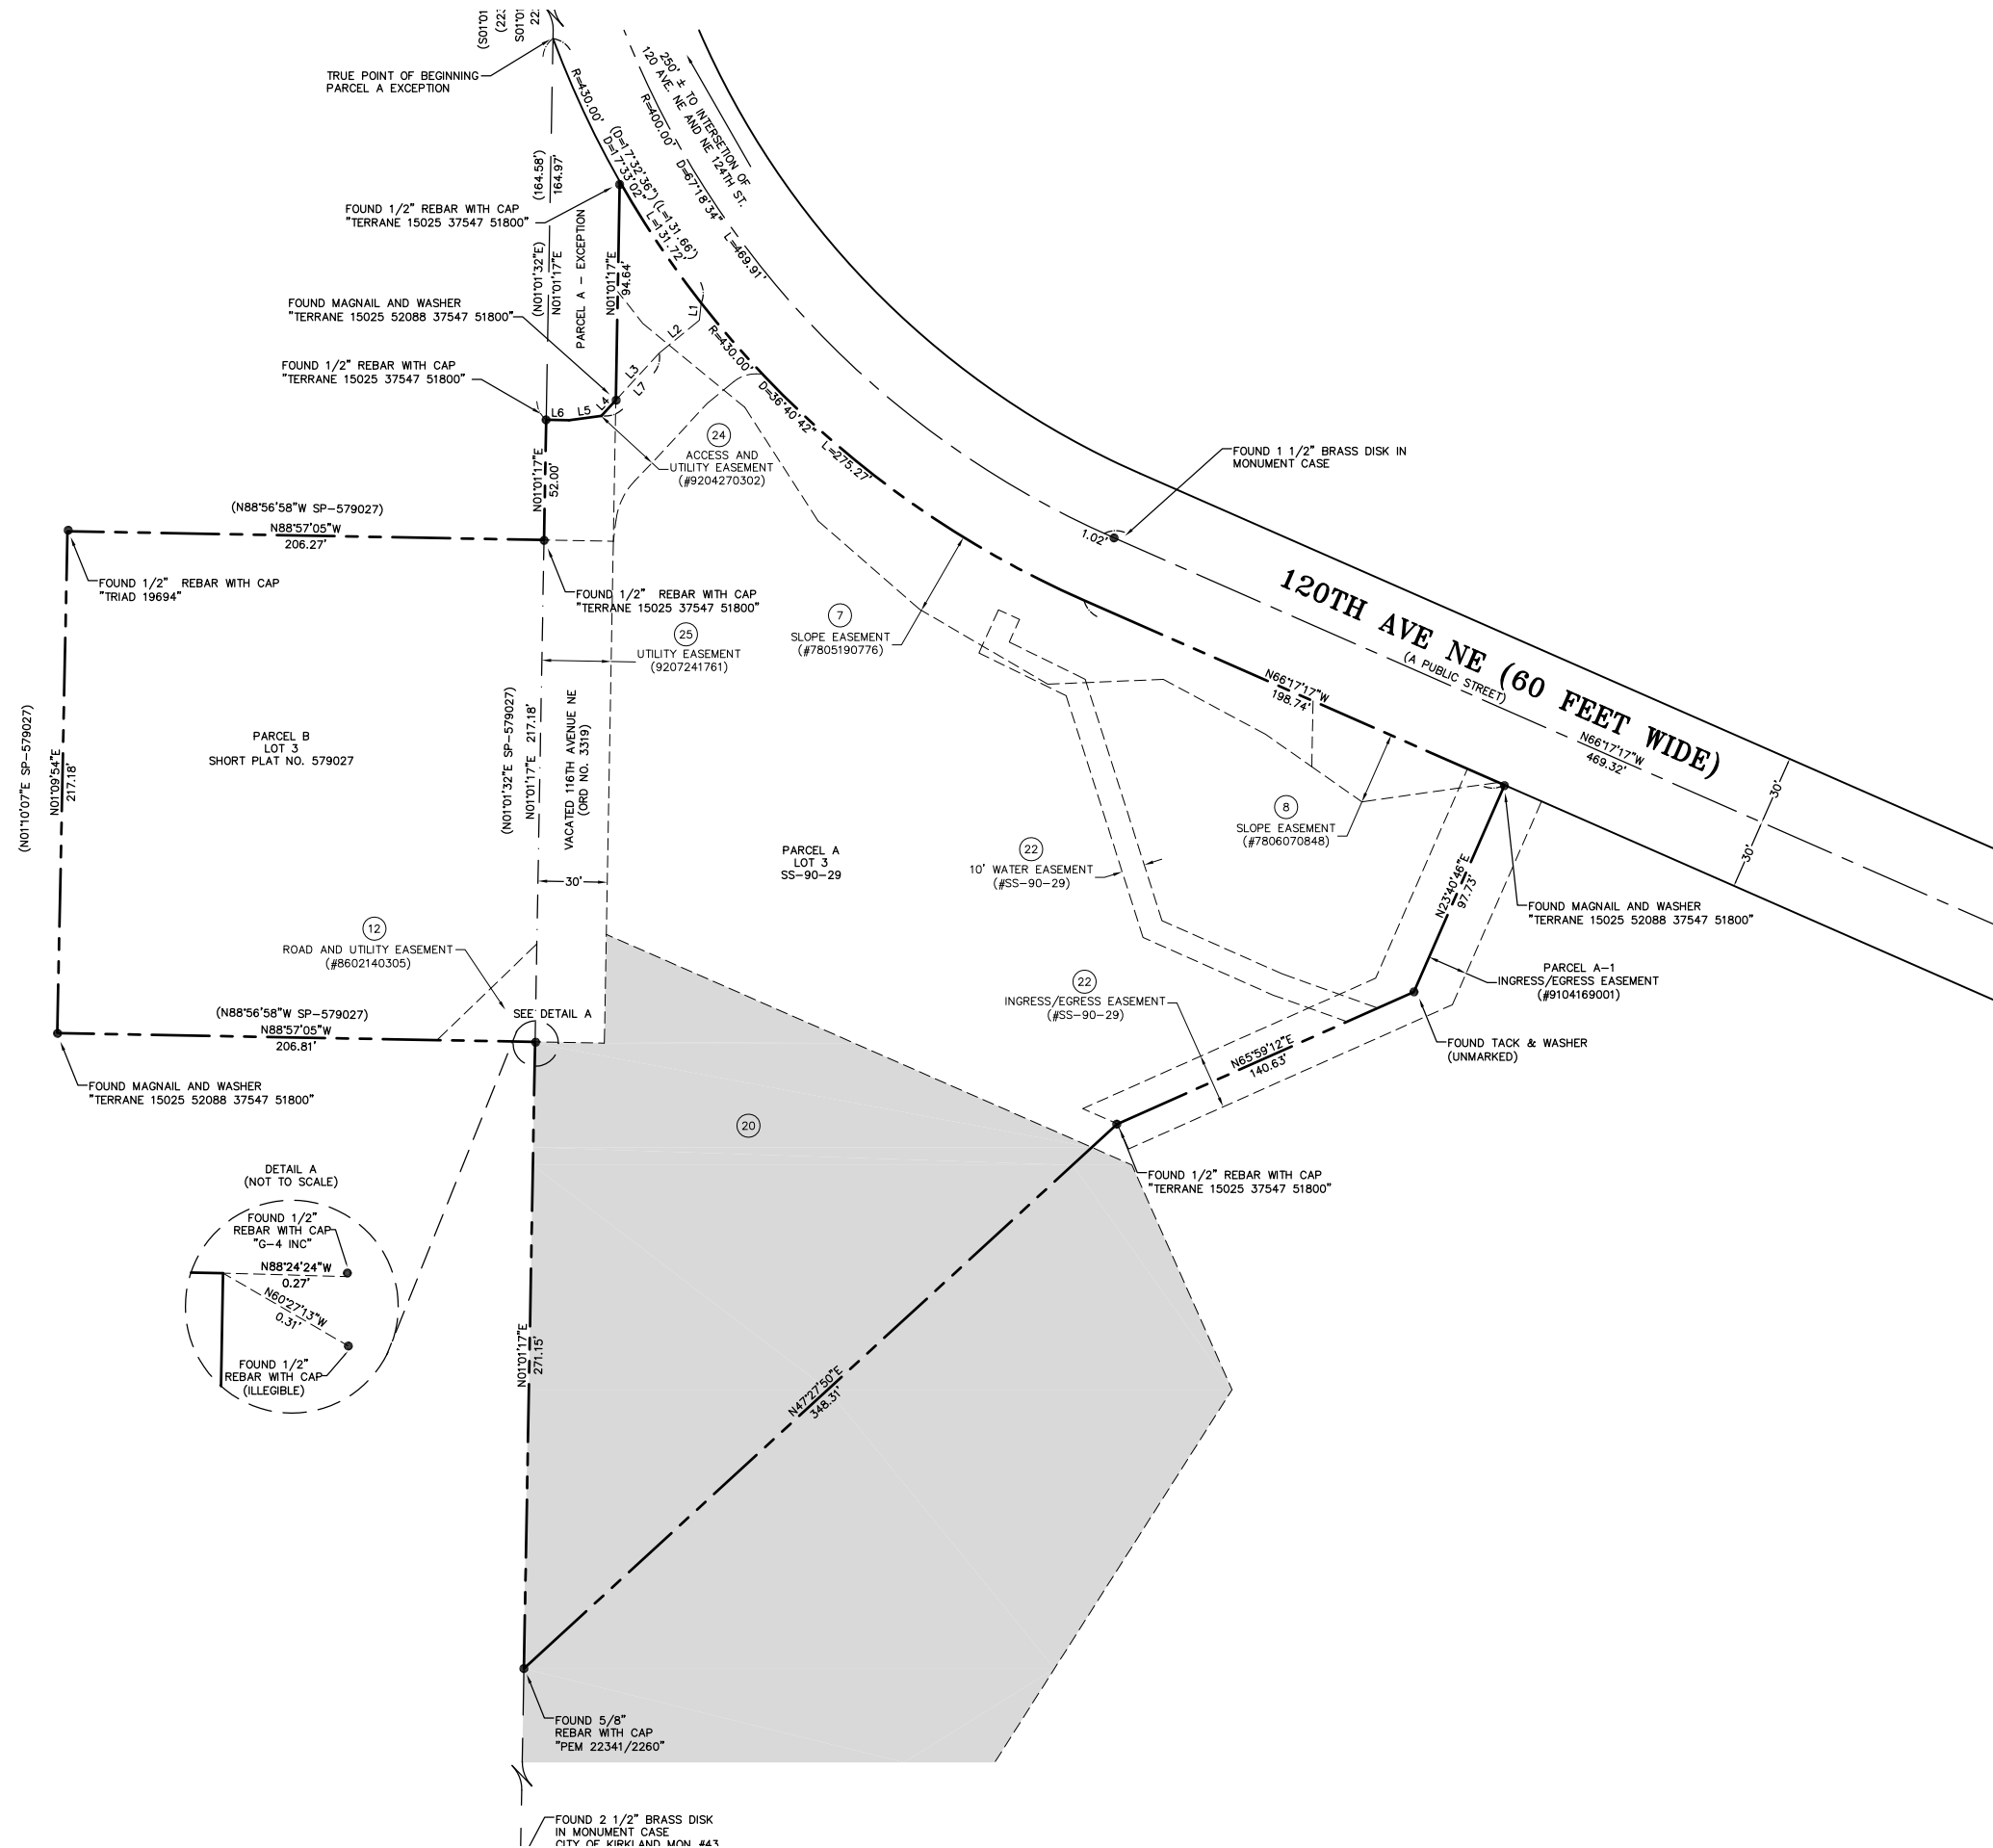 (S01°01
(22
S01°01
22
TRUE POINT OF BEGINNING
PARCEL A EXCEPTION
R=430.00'
(D=17°32'36") (L=131.66')
D=17°33'02" L=131.72'
250' ± TO INTERSETION OF
120 AVE. NE AND NE 124TH ST.
R=400.00' D=67°18'34" L=469.91'
(164.58')
164.97'
(N01°01'32"E)
N01°01'17"E
FOUND 1/2" REBAR WITH CAP
"TERRANE 15025 37547 51800"
PARCEL A - EXCEPTION
N01°01'17"E
94.64'
FOUND MAGNAIL AND WASHER
"TERRANE 15025 52088 37547 51800"
L1
L2
L3
L7
L4
L5
L6
FOUND 1/2" REBAR WITH CAP
"TERRANE 15025 37547 51800"
R=430.00' D=36°40'42" L=275.27'
24
ACCESS AND
UTILITY EASEMENT
(#9204270302)
N01°01'17"E
52.00'
FOUND 1 1/2" BRASS DISK IN
MONUMENT CASE
1.02'
(N88°56'58"W SP-579027)
N88°57'05"W
206.27'
FOUND 1/2" REBAR WITH CAP
"TRIAD 19694"
FOUND 1/2" REBAR WITH CAP
"TERRANE 15025 37547 51800"
25
UTILITY EASEMENT
(9207241761)
7
SLOPE EASEMENT
(#7805190776)
120TH AVE NE (60 FEET WIDE)
(A PUBLIC STREET)
N66°17'17"W
198.74'
N66°17'17"W
469.32'
30'
30'
(N01°10'07"E SP-579027)
N01°09'54"E
217.18'
PARCEL B
LOT 3
SHORT PLAT NO. 579027
(N01°01'32"E SP-579027)
N01°01'17"E 217.18'
VACATED 116TH AVENUE NE
(ORD NO. 3319)
30'
PARCEL A
LOT 3
SS-90-29
22
10' WATER EASEMENT
(#SS-90-29)
8
SLOPE EASEMENT
(#7806070848)
N23°40'46"E
97.73'
FOUND MAGNAIL AND WASHER
"TERRANE 15025 52088 37547 51800"
PARCEL A-1
INGRESS/EGRESS EASEMENT
(#9104169001)
12
ROAD AND UTILITY EASEMENT
(#8602140305)
22
INGRESS/EGRESS EASEMENT
(#SS-90-29)
SEE DETAIL A
(N88°56'58"W SP-579027)
N88°57'05"W
206.81'
N65°59'12"E
140.63'
FOUND TACK & WASHER
(UNMARKED)
FOUND MAGNAIL AND WASHER
"TERRANE 15025 52088 37547 51800"
20
FOUND 1/2" REBAR WITH CAP
"TERRANE 15025 37547 51800"
DETAIL A
(NOT TO SCALE)
FOUND 1/2"
REBAR WITH CAP
"G-4 INC"
N88°24'24"W
0.27'
N60°27'13"W
0.31'
FOUND 1/2"
REBAR WITH CAP
(ILLEGIBLE)
N01°01'17"E
271.15'
N47°27'50"E
348.31'
FOUND 5/8"
REBAR WITH CAP
"PEM 22341/2260"
FOUND 2 1/2" BRASS DISK
IN MONUMENT CASE
CITY OF KIRKLAND MON #43